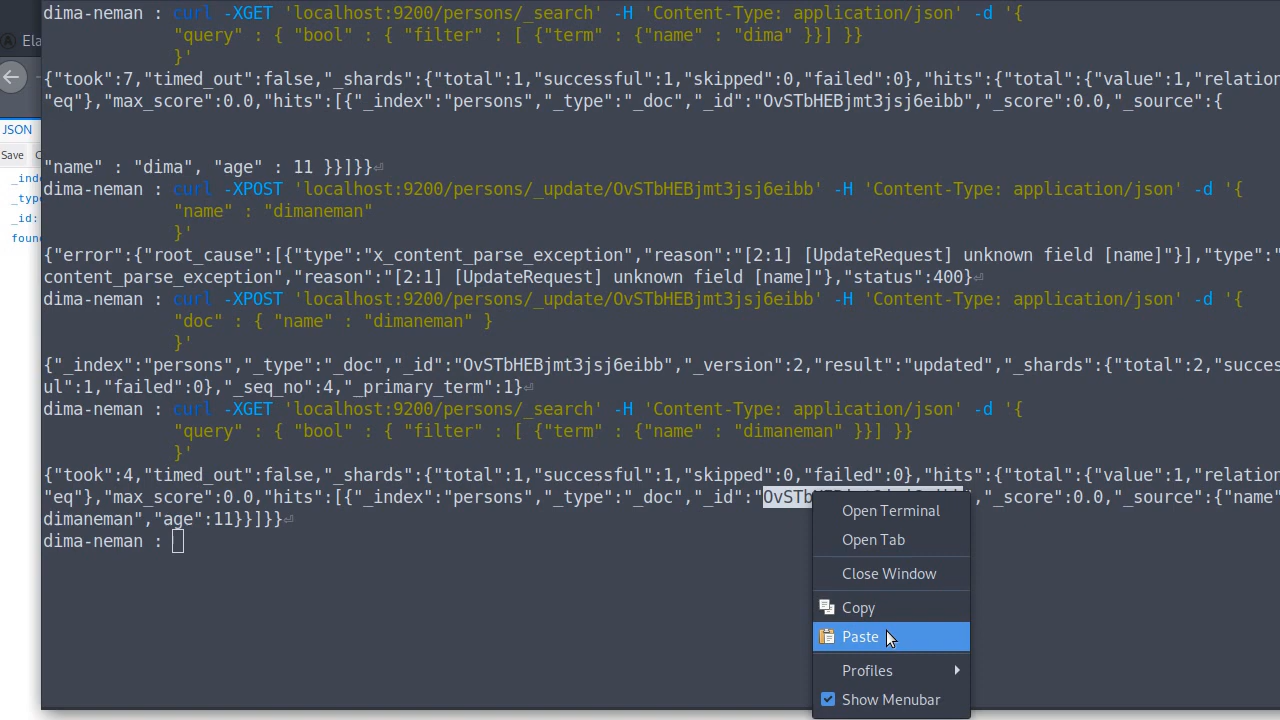 dima-neman : curl -XGET 'localhost:9200/persons/_search' -H 'Content-Type: application/json' -d '{
"query" : { "bool" : { "filter" : [ {"term" : {"name" : "dima" }}] }}
}'
{"took":7,"timed_out":false,"_shards":{"total":1,"successful":1,"skipped":0,"failed":0},"hits":{"total":{"value":1,"relation
"eq"},"max_score":0.0,"hits":[{"_index":"persons","_type":"_doc","_id":"OvSTbHEBjmt3jsj6eibb","_score":0.0,"_source":{
"name" : "dima", "age" : 11 }}]}}⏎
dima-neman : curl -XPOST 'localhost:9200/persons/_update/OvSTbHEBjmt3jsj6eibb' -H 'Content-Type: application/json' -d '{
"name" : "dimaneman"
}'
{"error":{"root_cause":[{"type":"x_content_parse_exception","reason":"[2:1] [UpdateRequest] unknown field [name]"}],"type":"
content_parse_exception","reason":"[2:1] [UpdateRequest] unknown field [name]"},"status":400}⏎
dima-neman : curl -XPOST 'localhost:9200/persons/_update/OvSTbHEBjmt3jsj6eibb' -H 'Content-Type: application/json' -d '{
"doc" : { "name" : "dimaneman" }
}'
{"_index":"persons","_type":"_doc","_id":"OvSTbHEBjmt3jsj6eibb","_version":2,"result":"updated","_shards":{"total":2,"succes
ul":1,"failed":0},"_seq_no":4,"_primary_term":1}⏎
dima-neman : curl -XGET 'localhost:9200/persons/_search' -H 'Content-Type: application/json' -d '{
"query" : { "bool" : { "filter" : [ {"term" : {"name" : "dimaneman" }}] }}
}'
{"took":4,"timed_out":false,"_shards":{"total":1,"successful":1,"skipped":0,"failed":0},"hits":{"total":{"value":1,"relation
"eq"},"max_score":0.0,"hits":[{"_index":"persons","_type":"_doc","_id":" ,"_score":0.0,"_source":{"name"
dimaneman","age":11}}]}}⏎
dima-neman :
Ela
JSON
Save C
_inde
_type
_id:
foun
Open Terminal
Open Tab
Close Window
Copy
Paste
Profiles
Show Menubar